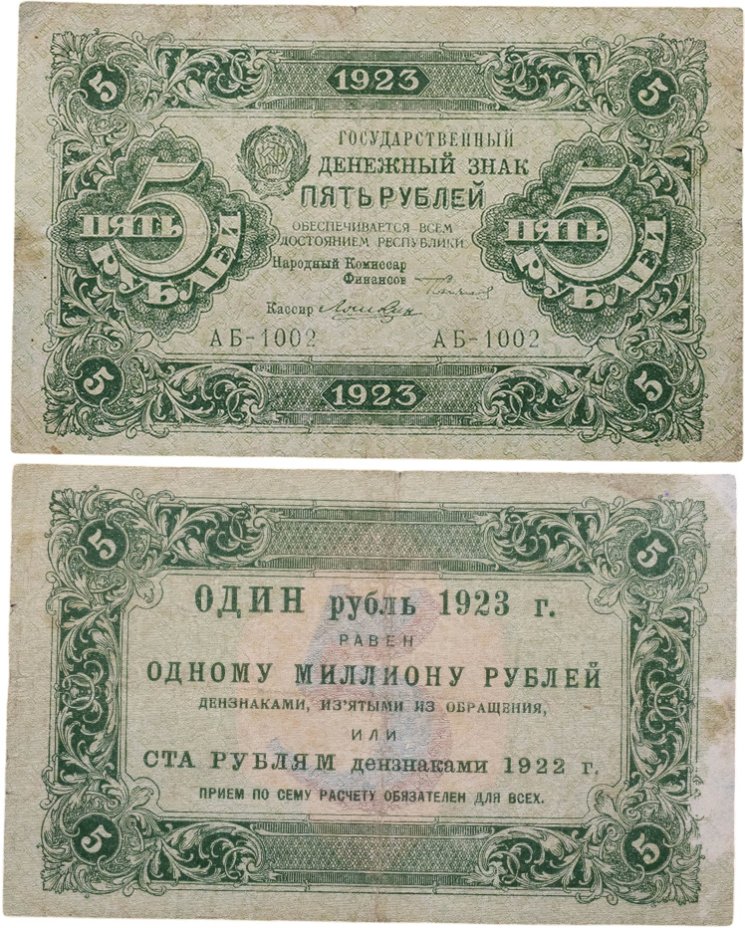 5 1923 5
ГОСУДАРСТВЕННЫЙ
ДЕНЕЖНЫЙ ЗНАК
ПЯТЬ РУБЛЕЙ
5 ПЯТЬ РУБЛЕЙ
5 ПЯТЬ РУБЛЕЙ
ОБЕСПЕЧИВАЕТСЯ ВСЕМ
ДОСТОЯНИЕМ РЕСПУБЛИКИ
Народный Комиссар
Финансов
Кассир
АБ-1002 АБ-1002
5 1923 5
5 5
ОДИН рубль 1923 г.
РАВЕН
ОДНОМУ МИЛЛИОНУ РУБЛЕЙ
ДЕНЗНАКАМИ, ИЗ'ЯТЫМИ ИЗ ОБРАЩЕНИЯ,
ИЛИ
СТА РУБЛЯМ дензнаками 1922 г.
ПРИЕМ ПО СЕМУ РАСЧЕТУ ОБЯЗАТЕЛЕН ДЛЯ ВСЕХ.
5 5